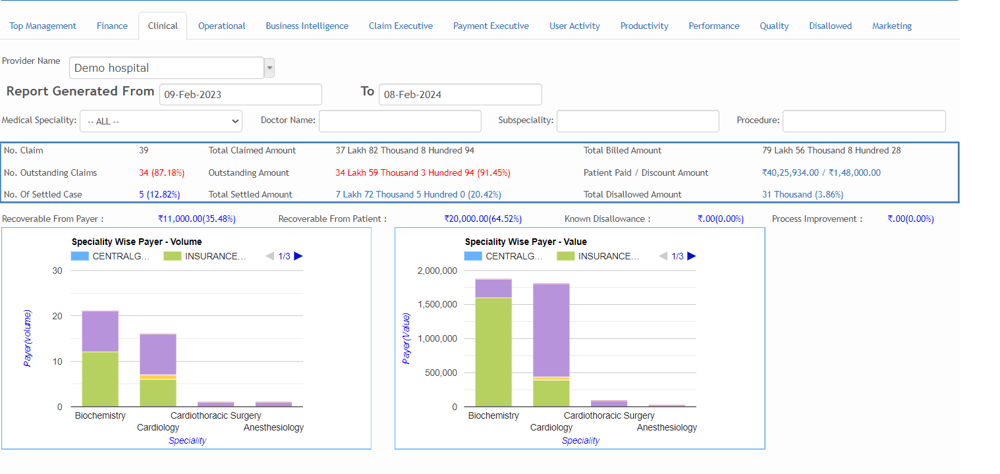 Top Management Finance Clinical Operational Business Intelligence Claim Executive Payment Executive User Activity Productivity Performance Quality Disallowed Marketing
Provider Name Demo hospital
Report Generated From 09-Feb-2023 To 08-Feb-2024
Medical Speciality: -- ALL -- Doctor Name: Subspeciality: Procedure:
No. Claim 39 Total Claimed Amount 37 Lakh 82 Thousand 8 Hundred 94 Total Billed Amount 79 Lakh 56 Thousand 8 Hundred 28
No. Outstanding Claims 34 (87.18%) Outstanding Amount 34 Lakh 59 Thousand 3 Hundred 94 (91.45%) Patient Paid / Discount Amount ₹40,25,934.00 / ₹1,48,000.00
No. Of Settled Case 5 (12.82%) Total Settled Amount 7 Lakh 72 Thousand 5 Hundred 0 (20.42%) Total Disallowed Amount 31 Thousand (3.86%)
Recoverable From Payer : ₹11,000.00(35.48%) Recoverable From Patient : ₹20,000.00(64.52%) Known Disallowance : ₹.00(0.00%) Process Improvement : ₹.00(0.00%)
Speciality Wise Payer - Volume
CENTRALG... INSURANCE... 1/3
30
20
10
0
Payer(volume)
Biochemistry Cardiothoracic Surgery
Cardiology Anesthesiology
Speciality
Speciality Wise Payer - Value
CENTRALG... INSURANCE... 1/3
2,000,000
1,500,000
1,000,000
500,000
0
Payer(Value)
Biochemistry Cardiothoracic Surgery
Cardiology Anesthesiology
Speciality